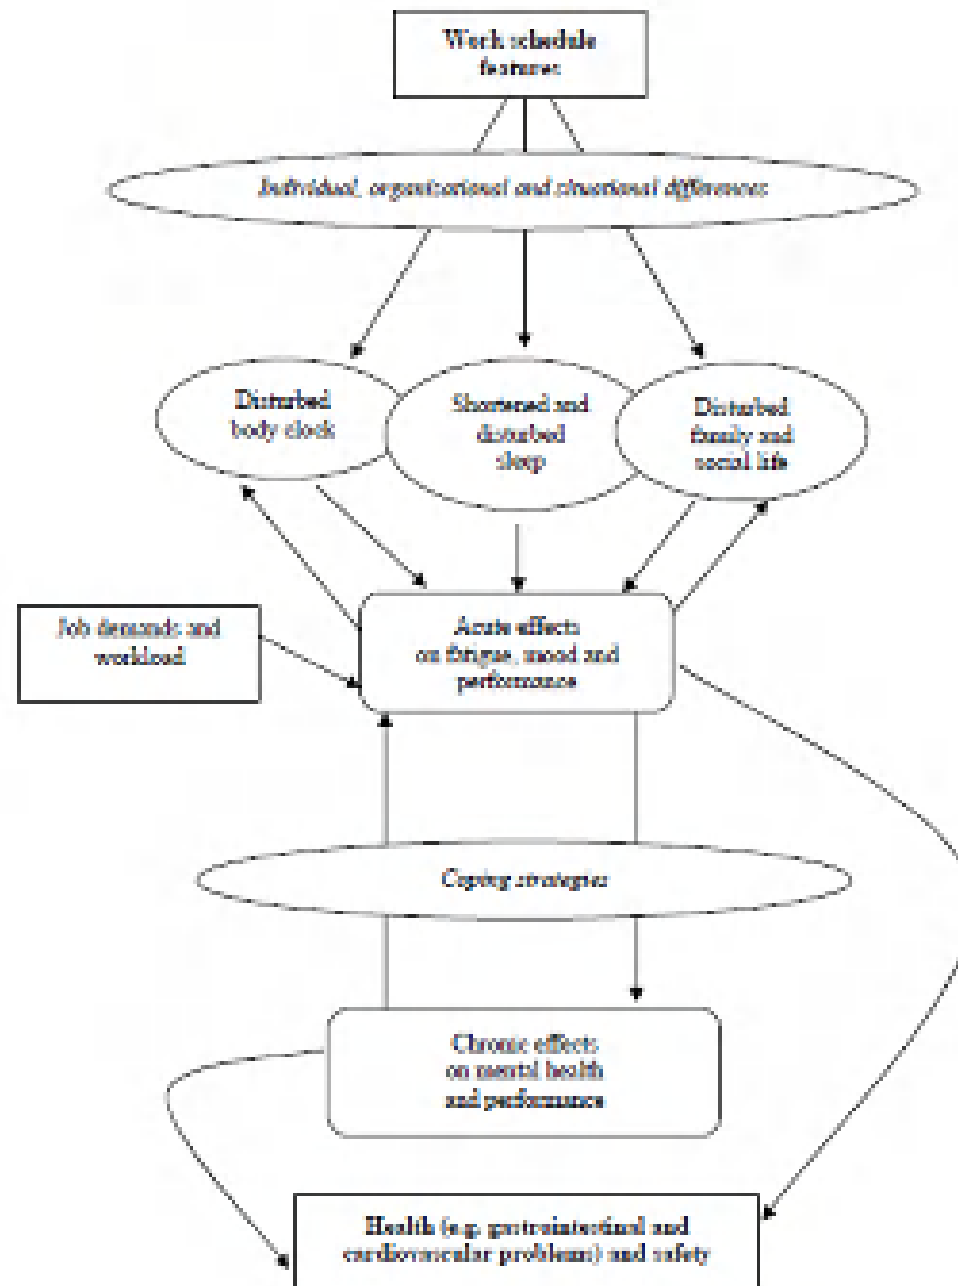 Work schedule
features
Individual, organizational and situational differences
Disturbed
body clock
Shortened and
disturbed
sleep
Disturbed
family and
social life
Job demands and
workload
Acute effects
on fatigue, mood and
performance
Coping strategies
Chronic effects
on mental health
and performance
Health (e.g. gastrointestinal and
cardiovascular problems) and safety